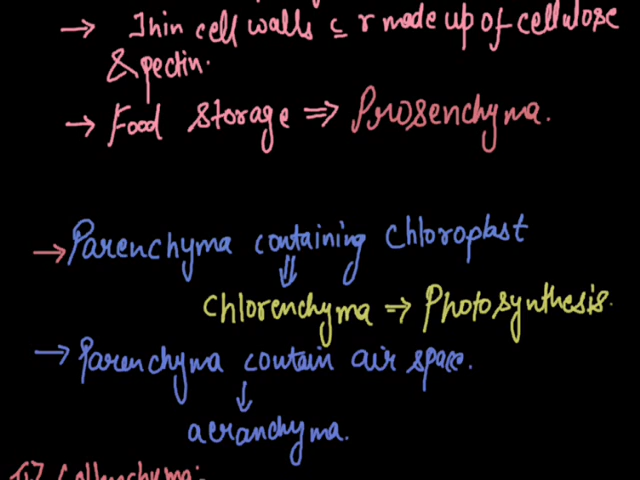 → Thin cell walls c r made up of cellulose
& pectin.
→ Food storage ⇒ Prosenchyma.
→ Parenchyma containing chloroplast
⇓
chlorenchyma ⇒ Photosynthesis.
→ Parenchyma contain air space.
↓
aeranchyma.
Collenchyma: